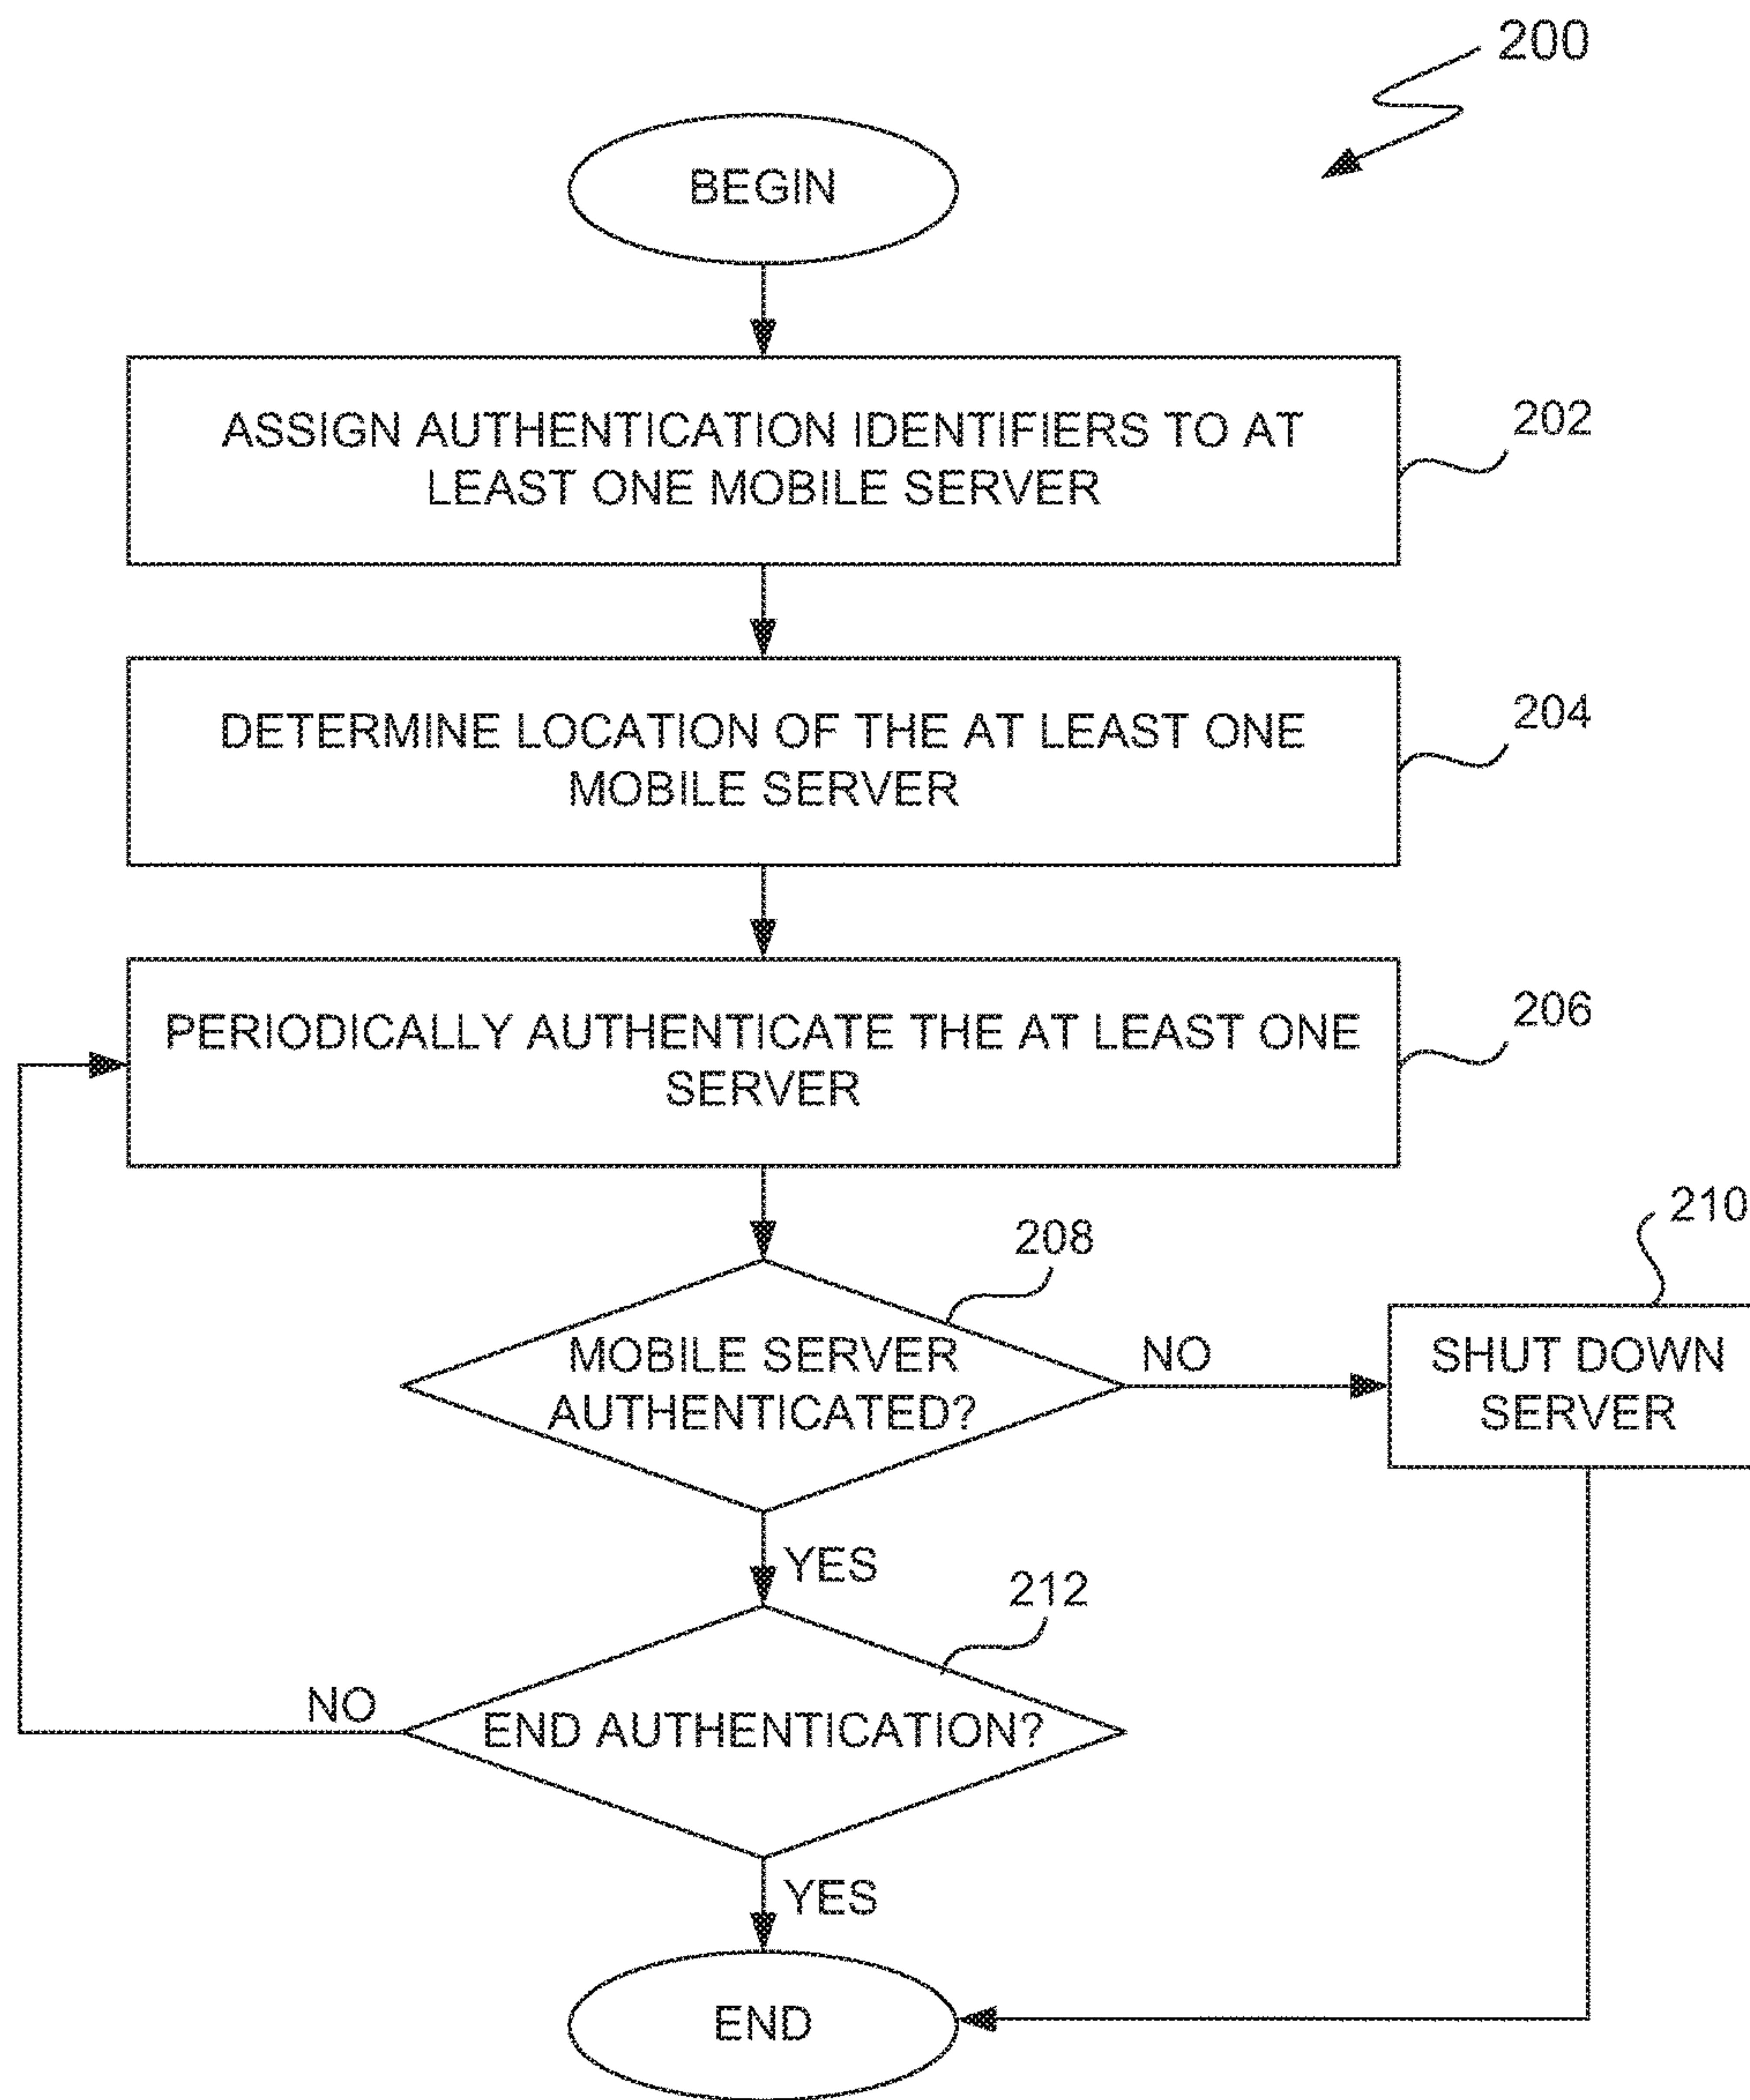 200
BEGIN
ASSIGN AUTHENTICATION IDENTIFIERS TO AT
LEAST ONE MOBILE SERVER
202
DETERMINE LOCATION OF THE AT LEAST ONE
MOBILE SERVER
204
PERIODICALLY AUTHENTICATE THE AT LEAST ONE
SERVER
206
208
MOBILE SERVER
AUTHENTICATED?
NO
210
SHUT DOWN
SERVER
YES
212
END AUTHENTICATION?
NO
YES
END